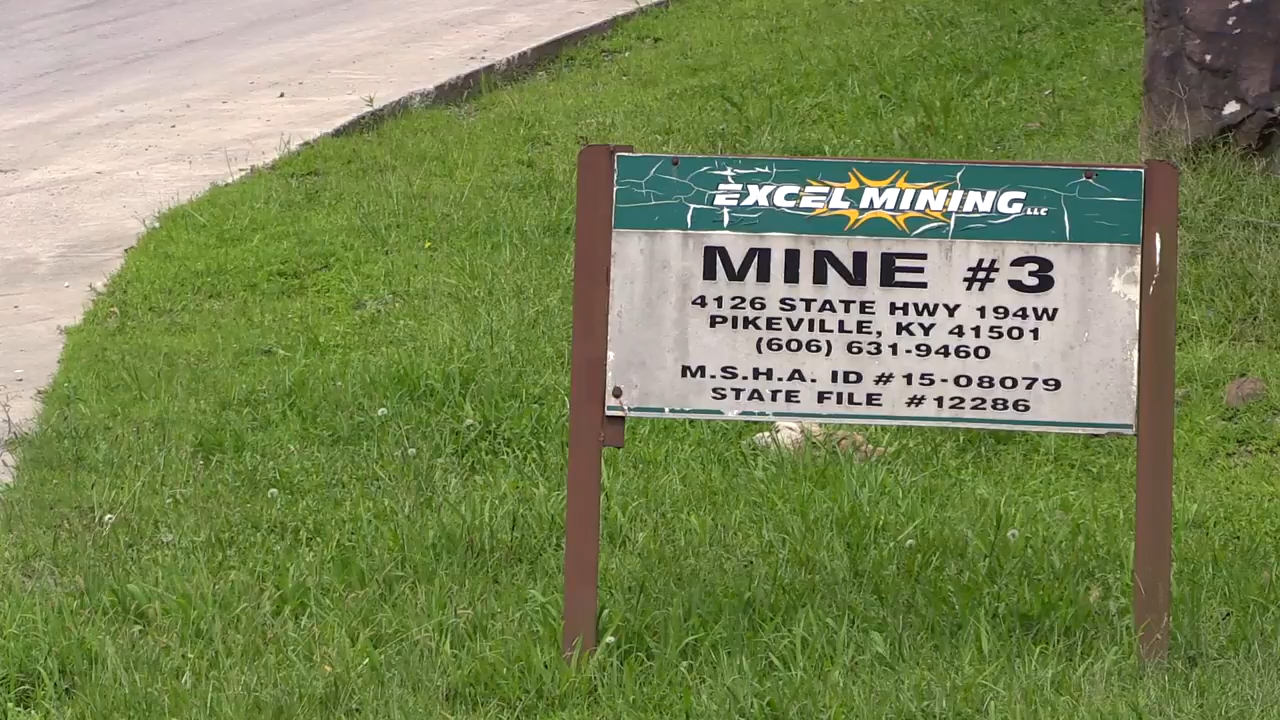 EXCEL MINING LLC
MINE #3
4126 STATE HWY 194W
PIKEVILLE, KY 41501
(606) 631-9460
M.S.H.A. ID #15-08079
STATE FILE #12286